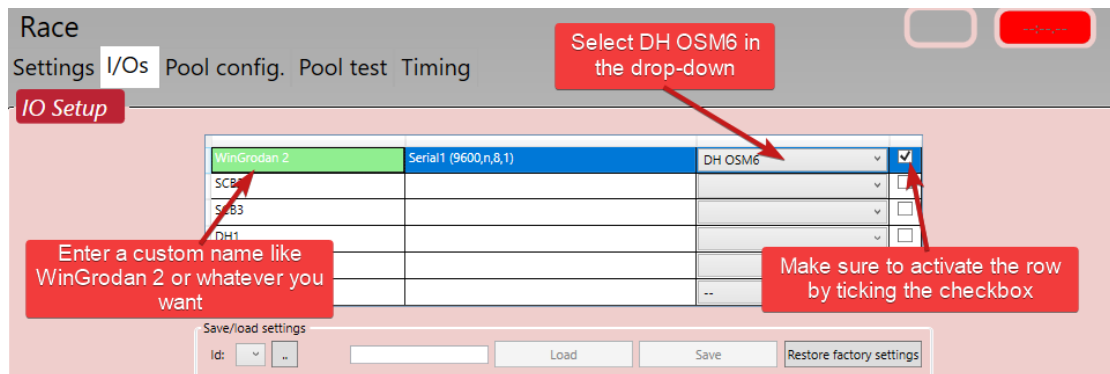 Race
Select DH OSM6 in
the drop-down
--:--.--
Settings I/Os Pool config. Pool test Timing
IO Setup
WinGrodan 2 Serial1 (9600,n,8,1) DH OSM6
SCB3
DH1
Enter a custom name like
WinGrodan 2 or whatever you
want
Make sure to activate the row
by ticking the checkbox
--
Save/load settings
Id: .. Load Save Restore factory settings